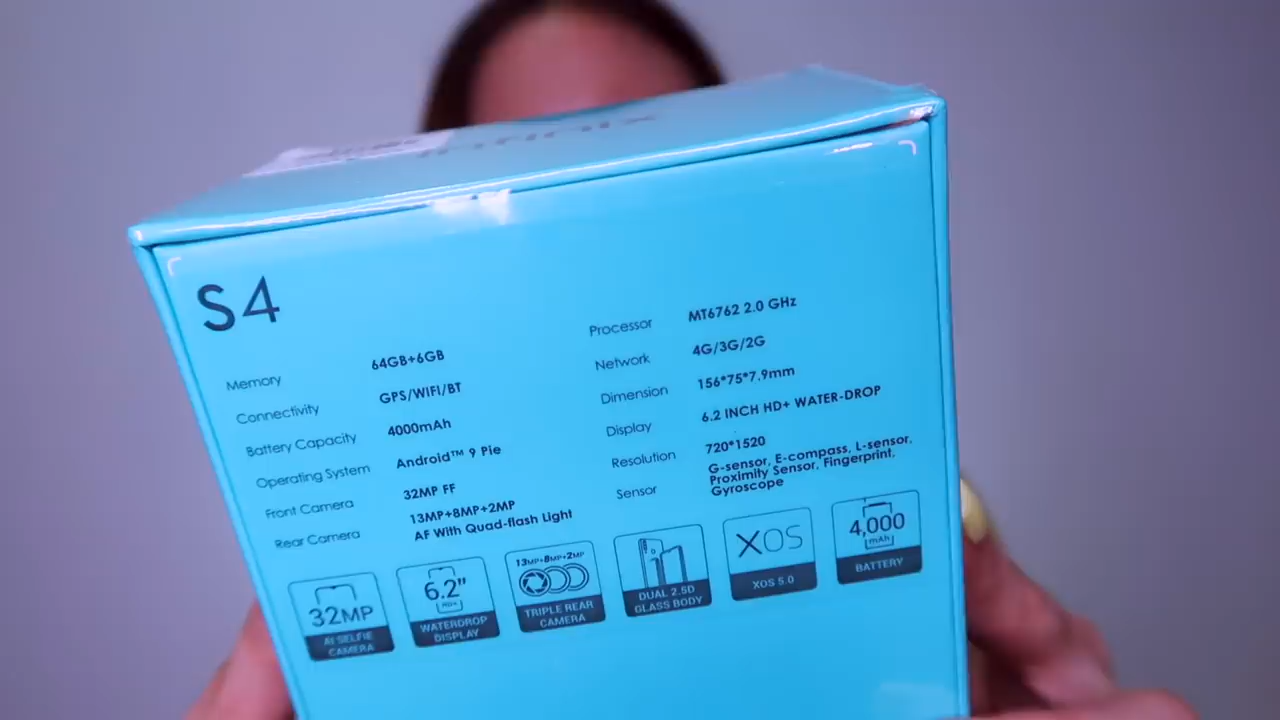 Infinix
S4
Memory 64GB+6GB
Connectivity GPS/WIFI/BT
Battery Capacity 4000mAh
Operating System Android™ 9 Pie
Front Camera 32MP FF
Rear Camera 13MP+8MP+2MP
AF With Quad-flash Light
Processor MT6762 2.0 GHz
Network 4G/3G/2G
Dimension 156*75*7.9mm
Display 6.2 INCH HD+ WATER-DROP
Resolution 720*1520
Sensor G-sensor, E-compass, L-sensor,
Proximity Sensor, Fingerprint,
Gyroscope
32MP
AI SELFIE
CAMERA
6.2"
HD+
WATERDROP
DISPLAY
13MP+8MP+2MP
TRIPLE REAR
CAMERA
DUAL 2.5D
GLASS BODY
XOS
XOS 5.0
4,000
mAh
BATTERY